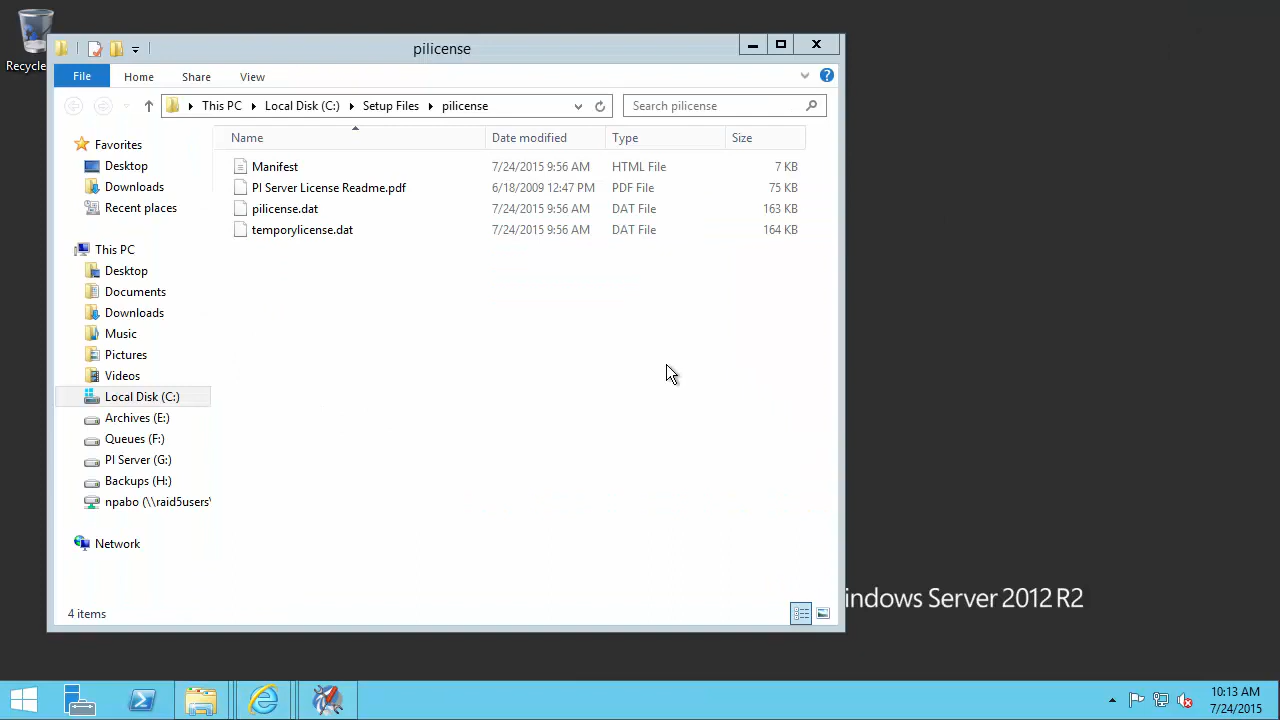 Recycle
pilicense
File Home Share View
This PC Local Disk (C:) Setup Files pilicense
Search pilicense
Name Date modified Type Size
Manifest 7/24/2015 9:56 AM HTML File 7 KB
PI Server License Readme.pdf 6/18/2009 12:47 PM PDF File 75 KB
pilicense.dat 7/24/2015 9:56 AM DAT File 163 KB
temporylicense.dat 7/24/2015 9:56 AM DAT File 164 KB
Favorites
Desktop
Downloads
Recent places
This PC
Desktop
Documents
Downloads
Music
Pictures
Videos
Local Disk (C:)
Archives (E:)
Queues (F:)
PI Server (G:)
Backups (H:)
npabo (\\raid5users\
Network
4 items
indows Server 2012 R2
10:13 AM
7/24/2015